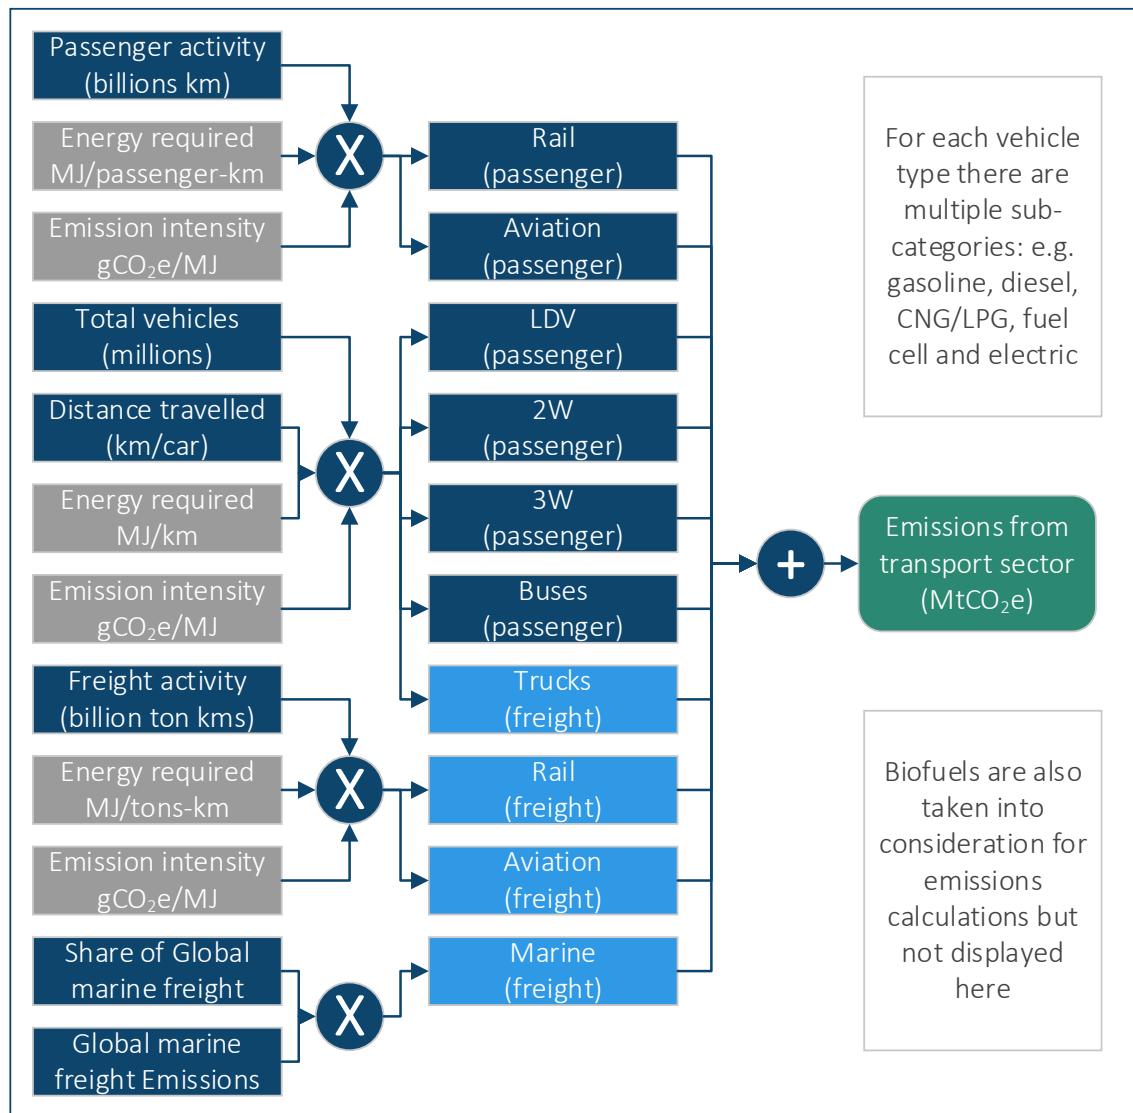 Passenger activity
(billions km)
Energy required
MJ/passenger-km
Emission intensity
gCO₂e/MJ
X
Rail
(passenger)
Aviation
(passenger)
Total vehicles
(millions)
Distance travelled
(km/car)
Energy required
MJ/km
Emission intensity
gCO₂e/MJ
X
LDV
(passenger)
2W
(passenger)
3W
(passenger)
Buses
(passenger)
Trucks
(freight)
Freight activity
(billion ton kms)
Energy required
MJ/tons-km
Emission intensity
gCO₂e/MJ
X
Rail
(freight)
Aviation
(freight)
Share of Global
marine freight
Global marine
freight Emissions
X
Marine
(freight)
+
For each vehicle
type there are
multiple sub-
categories: e.g.
gasoline, diesel,
CNG/LPG, fuel
cell and electric
Emissions from
transport sector
(MtCO₂e)
Biofuels are also
taken into
consideration for
emissions
calculations but
not displayed
here